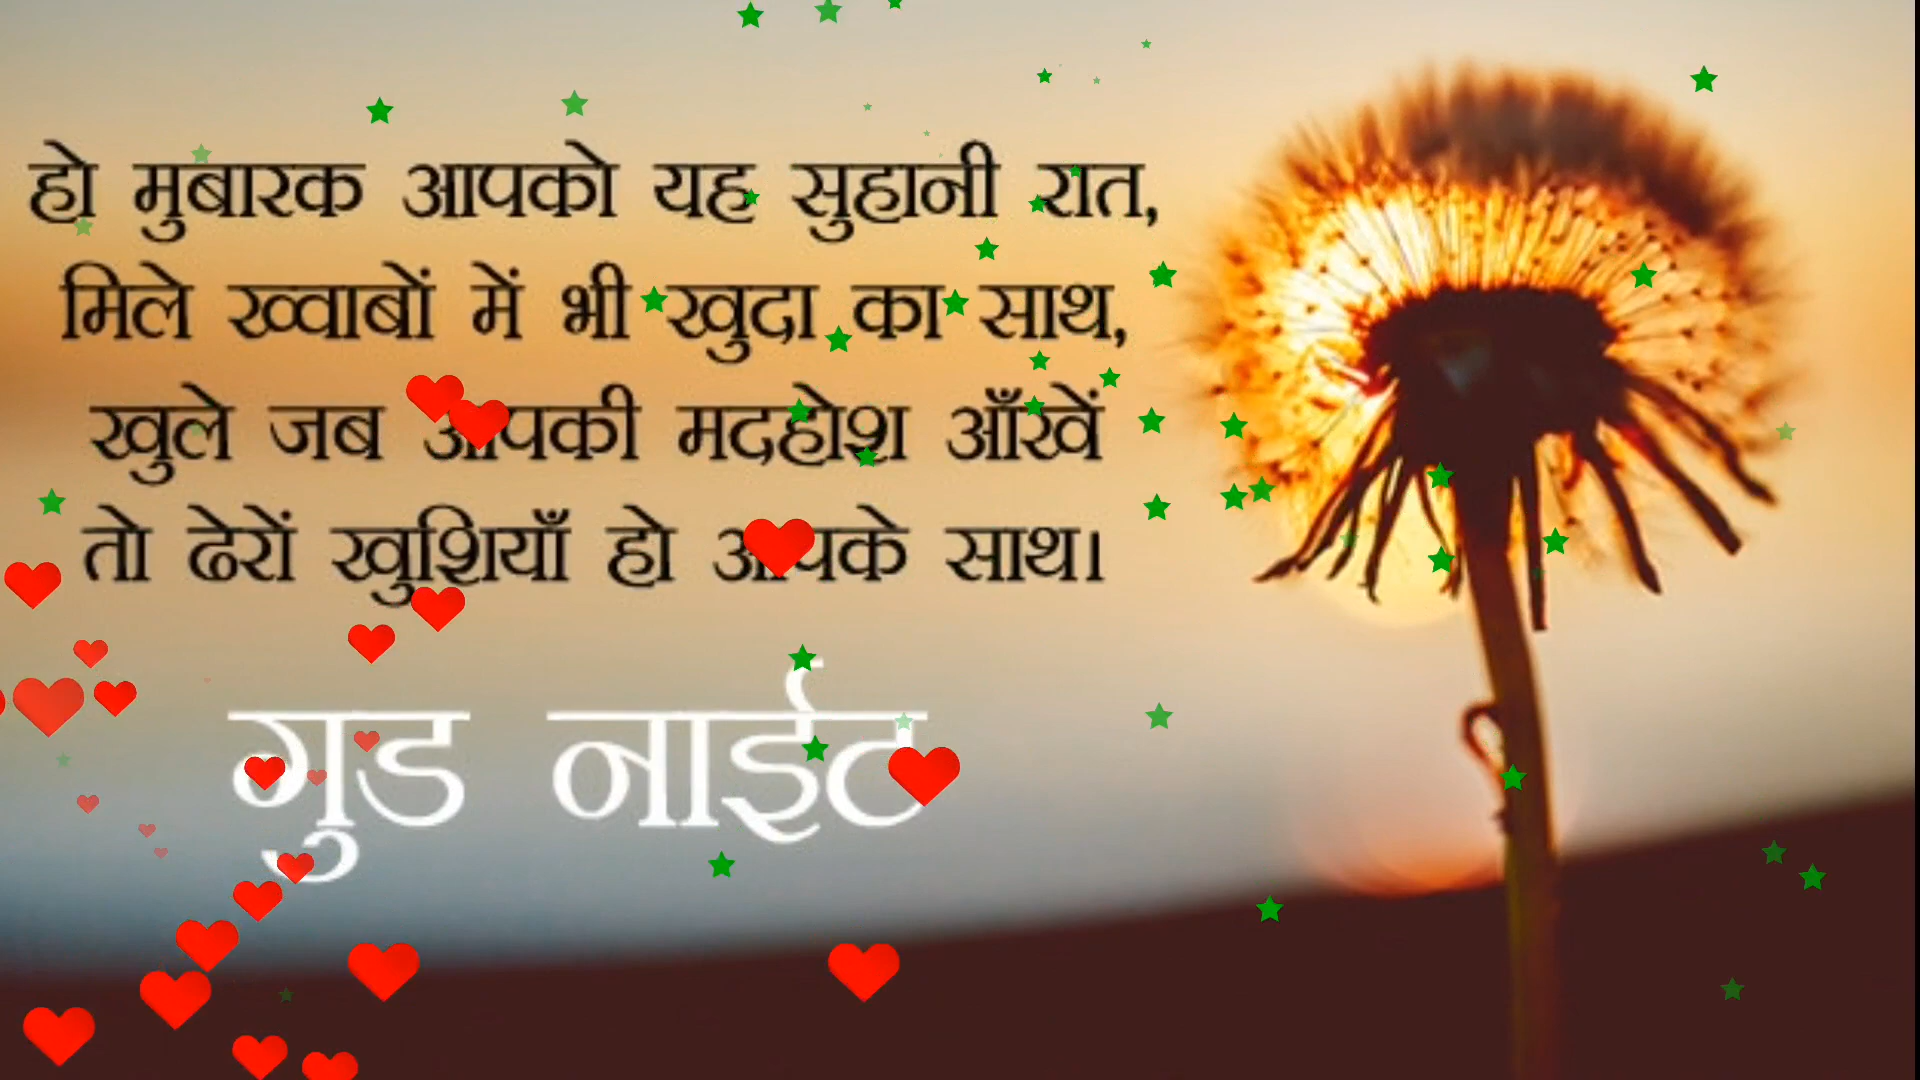 हो मुबारक आपको यह सुहानी रात,
मिले ख्वाबों में भी खुदा का साथ,
खुले जब आपकी मदहोश आँखें
तो ढेरों खुशियाँ हो आपके साथ।
गुड नाईट